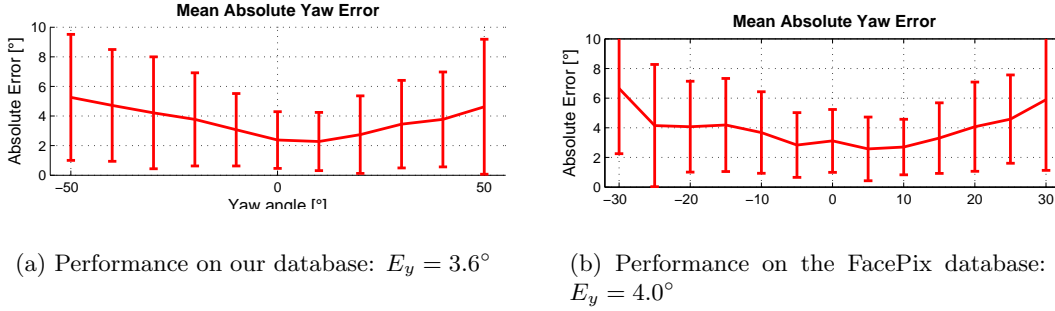 Mean Absolute Yaw Error
Absolute Error [°]
10
8
6
4
2
0
−50 0 50
Yaw angle [°]
(a) Performance on our database: E_y = 3.6°
Mean Absolute Yaw Error
Absolute Error [°]
10
8
6
4
2
0
−30 −20 −10 0 10 20 30
(b) Performance on the FacePix database:
E_y = 4.0°